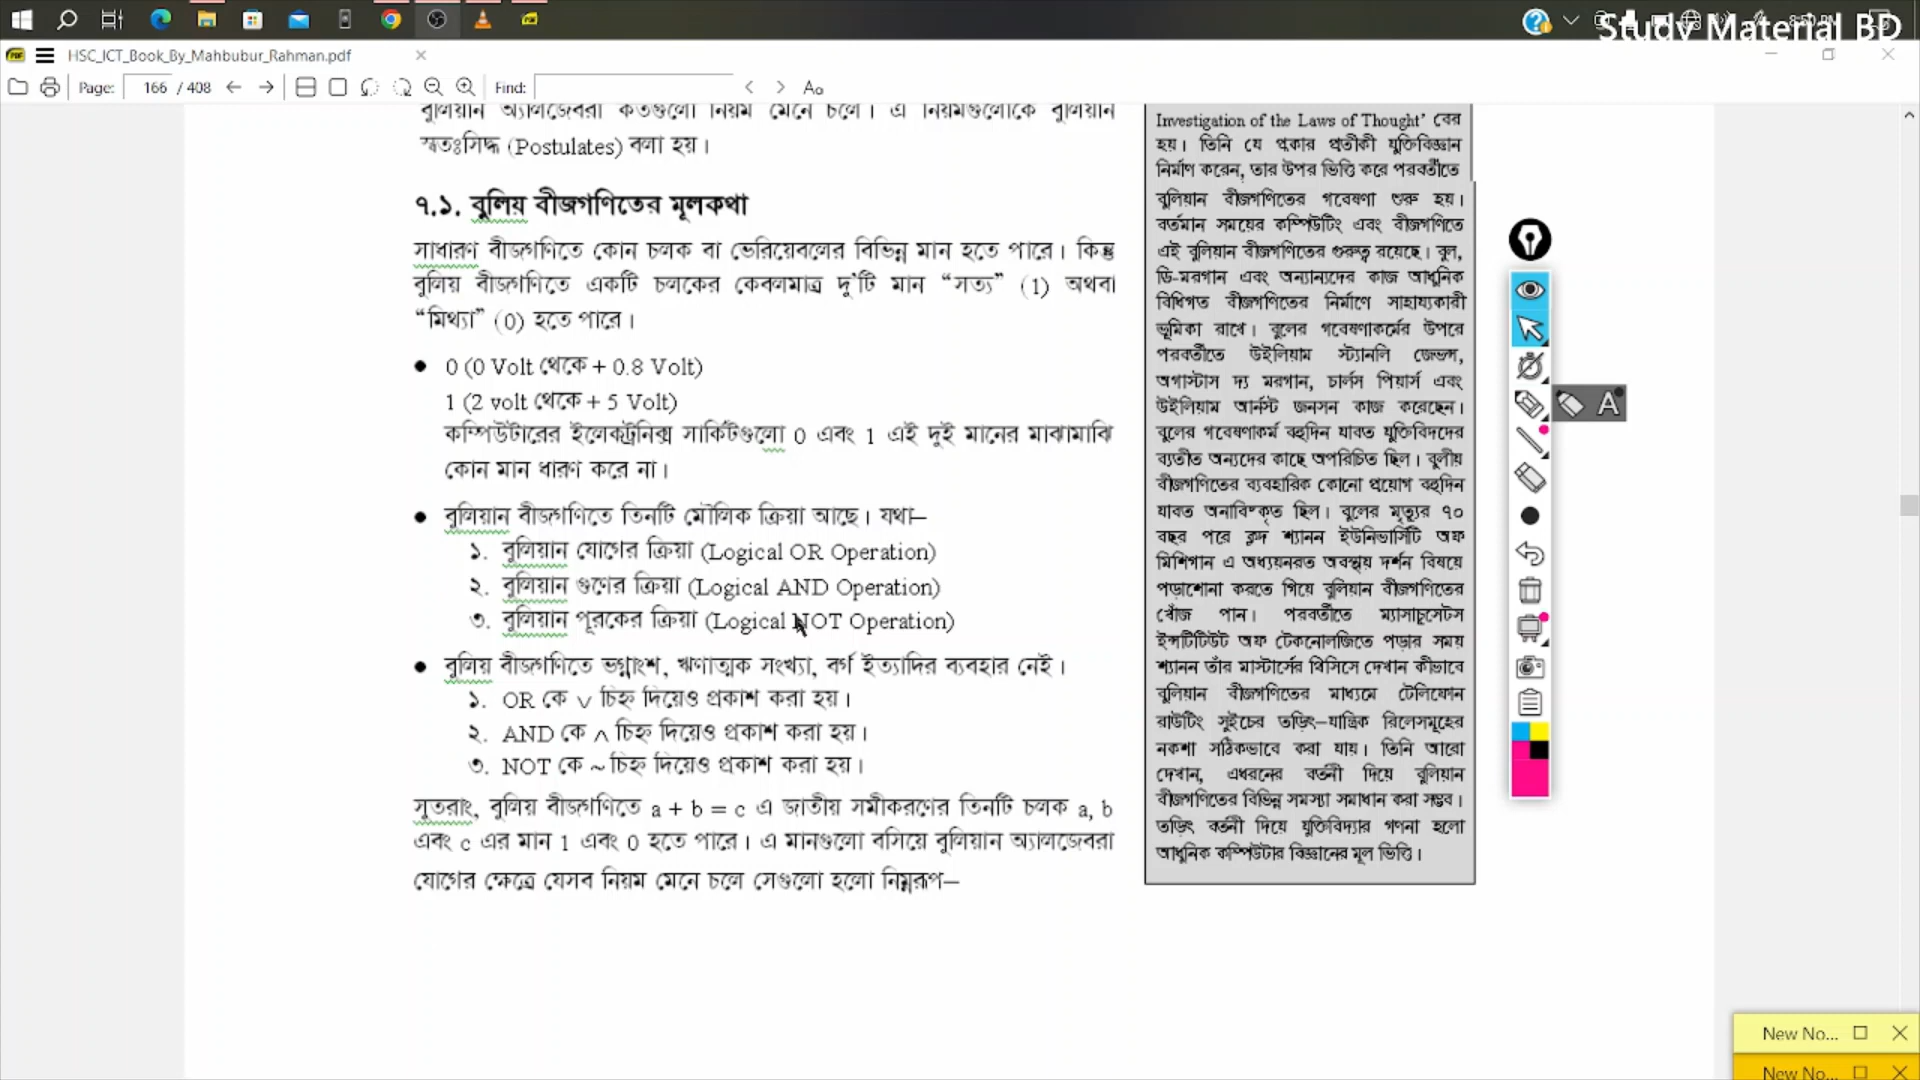 Study Material BD
HSC_ICT_Book_By_Mahbubur_Rahman.pdf
Page: 166 / 408 Find: Aa
বুলিয়ান অ্যালজেবরা কতগুলো নিয়ম মেনে চলে। এ নিয়মগুলোকে বুলিয়ান
স্বতঃসিদ্ধ (Postulates) বলা হয়।
৭.১. বুলিয় বীজগণিতের মূলকথা
সাধারণ বীজগণিতে কোন চলক বা ভেরিয়েবলের বিভিন্ন মান হতে পারে। কিন্তু
বুলিয় বীজগণিতে একটি চলকের কেবলমাত্র দু'টি মান “সত্য” (1) অথবা
“মিথ্যা” (0) হতে পারে।
● 0 (0 Volt থেকে + 0.8 Volt)
1 (2 volt থেকে + 5 Volt)
কম্পিউটারের ইলেকট্রনিক্স সার্কিটগুলো 0 এবং 1 এই দুই মানের মাঝামাঝি
কোন মান ধারণ করে না।
● বুলিয়ান বীজগণিতে তিনটি মৌলিক ক্রিয়া আছে। যথা–
১. বুলিয়ান যোগের ক্রিয়া (Logical OR Operation)
২. বুলিয়ান গুণের ক্রিয়া (Logical AND Operation)
৩. বুলিয়ান পূরকের ক্রিয়া (Logical NOT Operation)
● বুলিয় বীজগণিতে ভগ্নাংশ, ঋণাত্মক সংখ্যা, বর্গ ইত্যাদির ব্যবহার নেই।
১. OR কে ∨ চিহ্ন দিয়েও প্রকাশ করা হয়।
২. AND কে ∧ চিহ্ন দিয়েও প্রকাশ করা হয়।
৩. NOT কে ~ চিহ্ন দিয়েও প্রকাশ করা হয়।
সুতরাং, বুলিয় বীজগণিতে a + b = c এ জাতীয় সমীকরণের তিনটি চলক a, b
এবং c এর মান 1 এবং 0 হতে পারে। এ মানগুলো বসিয়ে বুলিয়ান অ্যালজেবরা
যোগের ক্ষেত্রে যেসব নিয়ম মেনে চলে সেগুলো হলো নিম্নরূপ–
Investigation of the Laws of Thought’ বের
হয়। তিনি যে প্রকার প্রতীকী যুক্তিবিজ্ঞান
নির্মাণ করেন, তার উপর ভিত্তি করে পরবর্তীতে
বুলিয়ান বীজগণিতের গবেষণা শুরু হয়।
বর্তমান সময়ের কম্পিউটিং এবং বীজগণিতে
এই বুলিয়ান বীজগণিতের গুরুত্ব রয়েছে। বুল,
ডি-মরগান এবং অন্যান্যদের কাজ আধুনিক
বিধিগত বীজগণিতের নির্মাণে সাহায্যকারী
ভূমিকা রাখে। বুলের গবেষণাকর্মের উপরে
পরবর্তীতে উইলিয়াম স্ট্যানলি জেভন্স,
অগাস্টাস দ্য মরগান, চার্লস পিয়ার্স এবং
উইলিয়াম আর্নস্ট জনসন কাজ করেছেন।
বুলের গবেষণাকর্ম বহুদিন যাবত যুক্তিবিদদের
ব্যতীত অন্যদের কাছে অপরিচিত ছিল। বুলীয়
বীজগণিতের ব্যবহারিক কোনো প্রয়োগ বহুদিন
যাবত অনাবিষ্কৃত ছিল। বুলের মৃত্যুর ৭০
বছর পরে ক্লদ শ্যানন ইউনিভার্সিটি অফ
মিশিগান এ অধ্যয়নরত অবস্থায় দর্শন বিষয়ে
পড়াশোনা করতে গিয়ে বুলিয়ান বীজগণিতের
খোঁজ পান। পরবর্তীতে ম্যাসাচুসেটস
ইন্সটিটিউট অফ টেকনোলজিতে পড়ার সময়
শ্যানন তাঁর মাস্টার্সের থিসিসে দেখান কীভাবে
বুলিয়ান বীজগণিতের মাধ্যমে টেলিফোন
রাউটিং সুইচের তড়িৎ–যান্ত্রিক রিলেসমূহের
নকশা সঠিকভাবে করা যায়। তিনি আরো
দেখান, এধরনের বর্তনী দিয়ে বুলিয়ান
বীজগণিতের বিভিন্ন সমস্যা সমাধান করা সম্ভব।
তড়িৎ বর্তনী দিয়ে যুক্তিবিদ্যার গণনা হলো
আধুনিক কম্পিউটার বিজ্ঞানের মূল ভিত্তি।
A
New No...
New No...